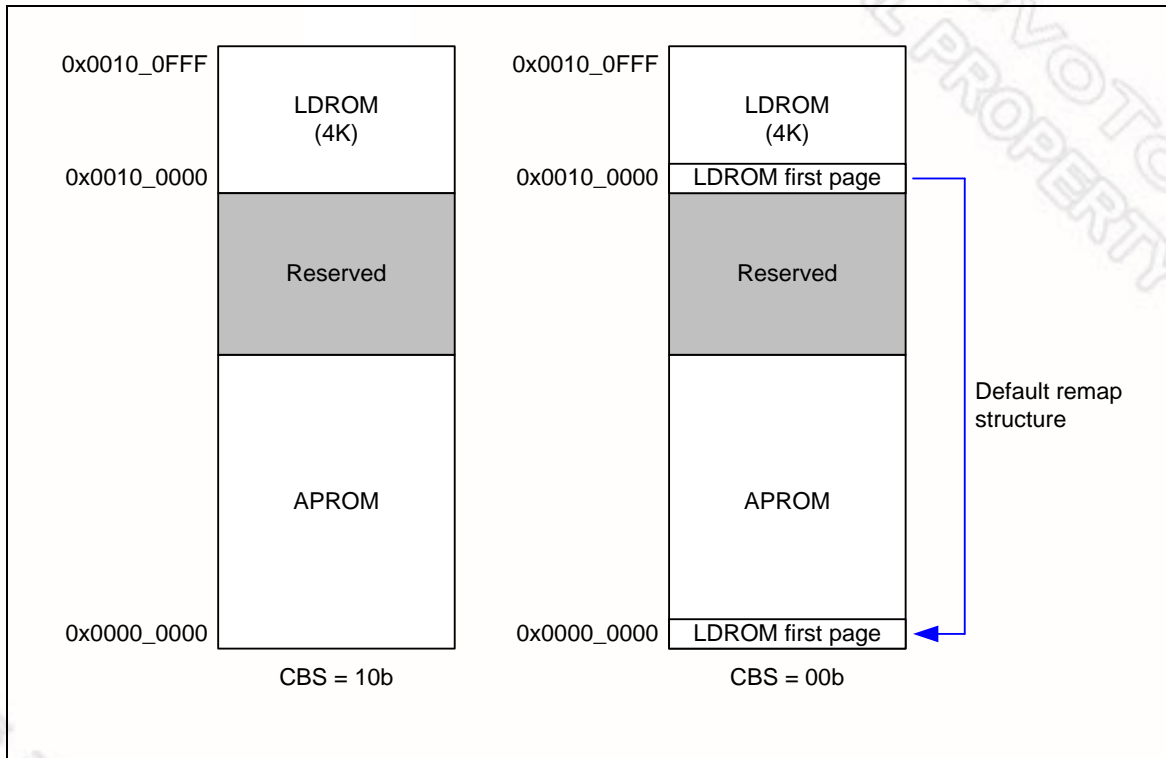 0x0010_0FFF
LDROM
(4K)
0x0010_0000
Reserved
APROM
0x0000_0000
CBS = 10b
0x0010_0FFF
LDROM
(4K)
0x0010_0000
LDROM first page
Reserved
Default remap
structure
APROM
0x0000_0000
LDROM first page
CBS = 00b